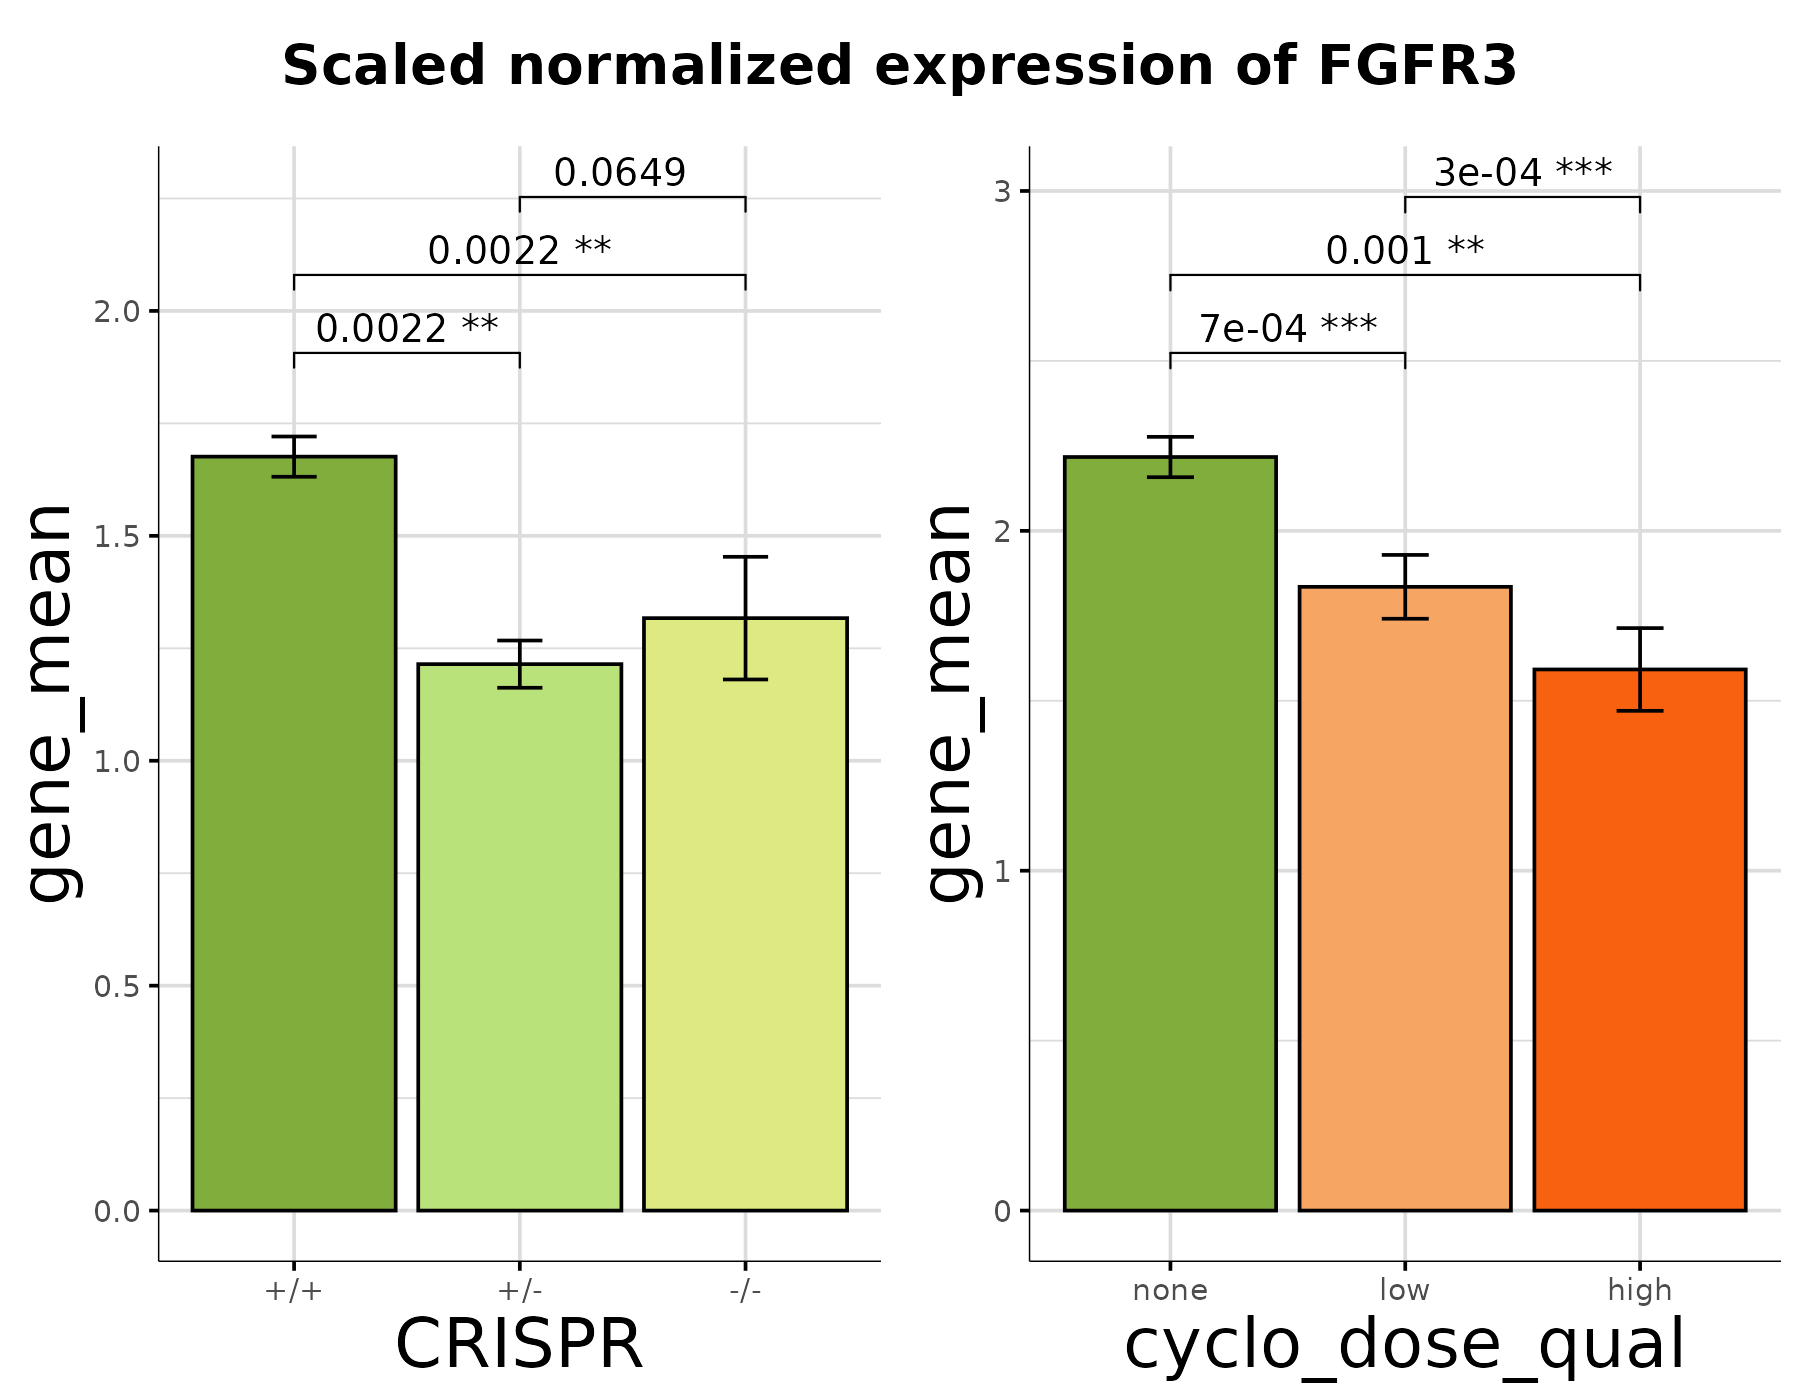 Scaled normalized expression of FGFR3
0.0649
0.0022 **
0.0022 **
2.0
1.5
1.0
0.5
0.0
gene_mean
+/+ +/- -/-
CRISPR
3e-04 ***
0.001 **
7e-04 ***
3
2
1
0
gene_mean
none low high
cyclo_dose_qual